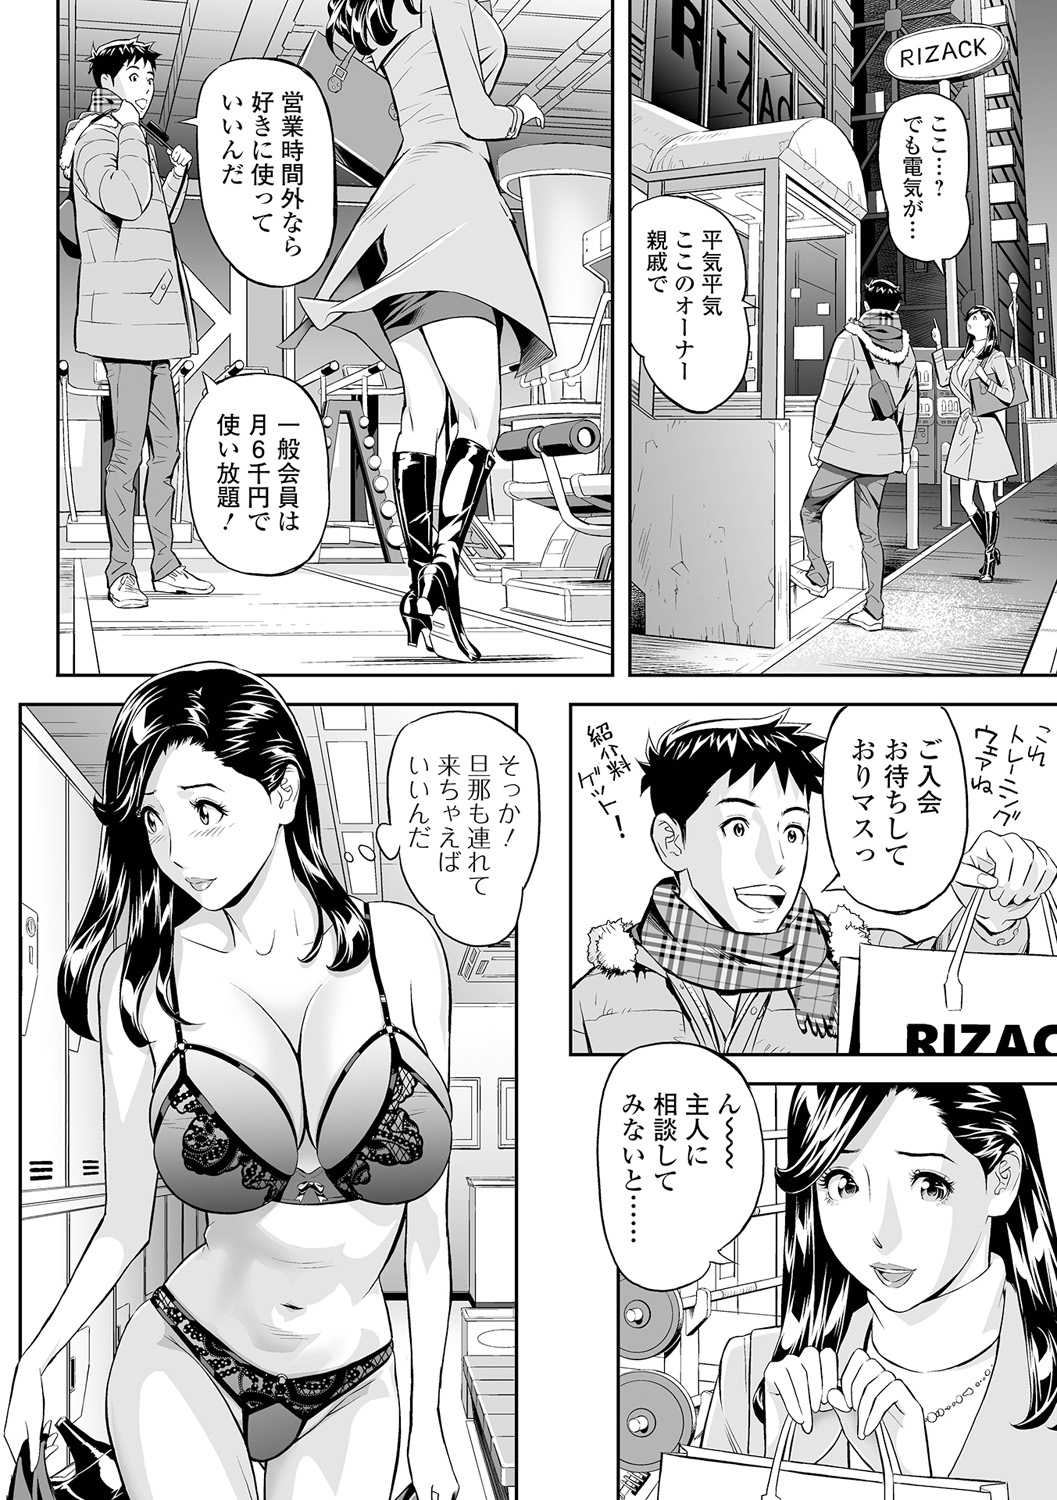 RIZACK
RIZAC
ここ…?
でも電気が…
平気平気
ここのオーナー
親戚で
営業時間外なら
好きに使って
いいんだ
一般会員は
月6千円で
使い放題!
これ
トレーニング
ウェアね
ご入会
お待ちして
おりマスっ
紹介料
ゲット!
RIZACK
ん〜〜
主人に
相談して
みないと……
そっか!
旦那も連れて
来ちゃえば
いいんだ